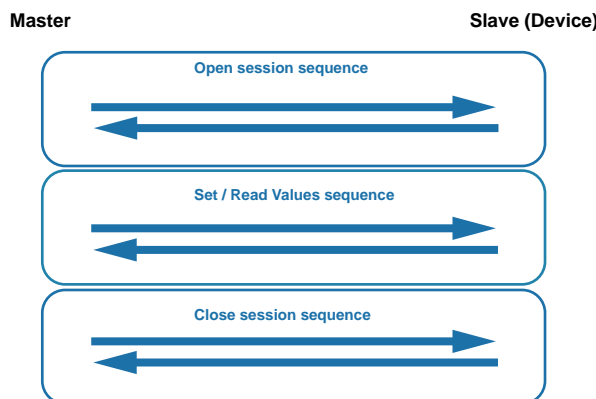 Master
Slave (Device)
Open session sequence
Set / Read Values sequence
Close session sequence